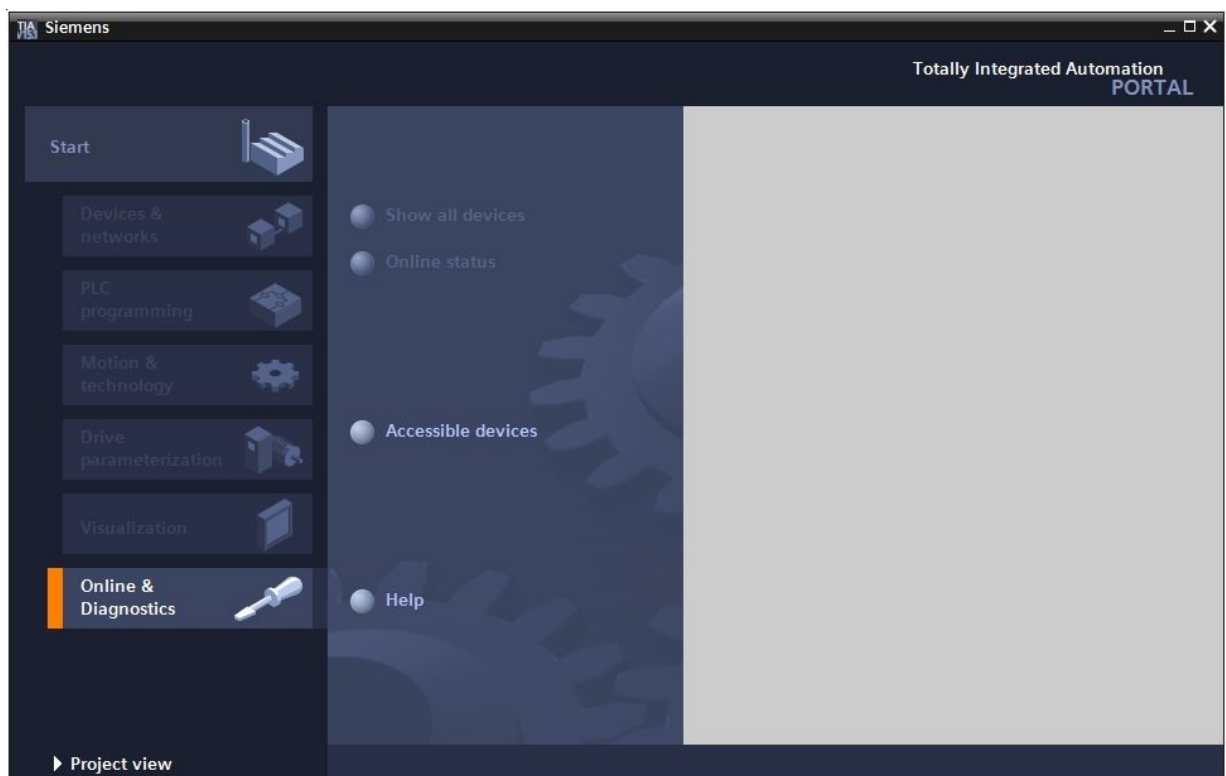 Siemens
Totally Integrated Automation
PORTAL
Start
Devices &
networks
PLC
programming
Motion &
technology
Drive
parameterization
Visualization
Online &
Diagnostics
Show all devices
Online status
Accessible devices
Help
Project view